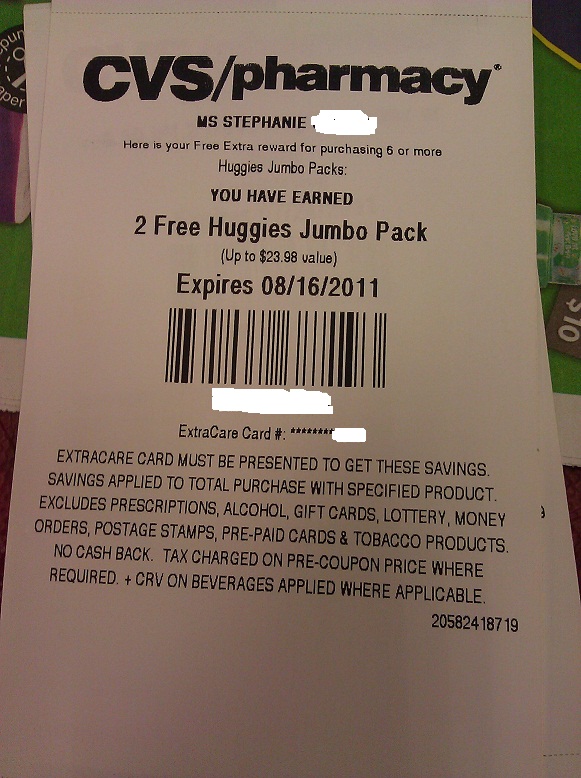 CVS/pharmacy®
MS STEPHANIE
Here is your Free Extra reward for purchasing 6 or more
Huggies Jumbo Packs:
YOU HAVE EARNED
2 Free Huggies Jumbo Pack
(Up to $23.98 value)
Expires 08/16/2011
ExtraCare Card #: ********
EXTRACARE CARD MUST BE PRESENTED TO GET THESE SAVINGS.
SAVINGS APPLIED TO TOTAL PURCHASE WITH SPECIFIED PRODUCT.
EXCLUDES PRESCRIPTIONS, ALCOHOL, GIFT CARDS, LOTTERY, MONEY
ORDERS, POSTAGE STAMPS, PRE-PAID CARDS & TOBACCO PRODUCTS.
NO CASH BACK. TAX CHARGED ON PRE-COUPON PRICE WHERE
REQUIRED. + CRV ON BEVERAGES APPLIED WHERE APPLICABLE.
20582418719